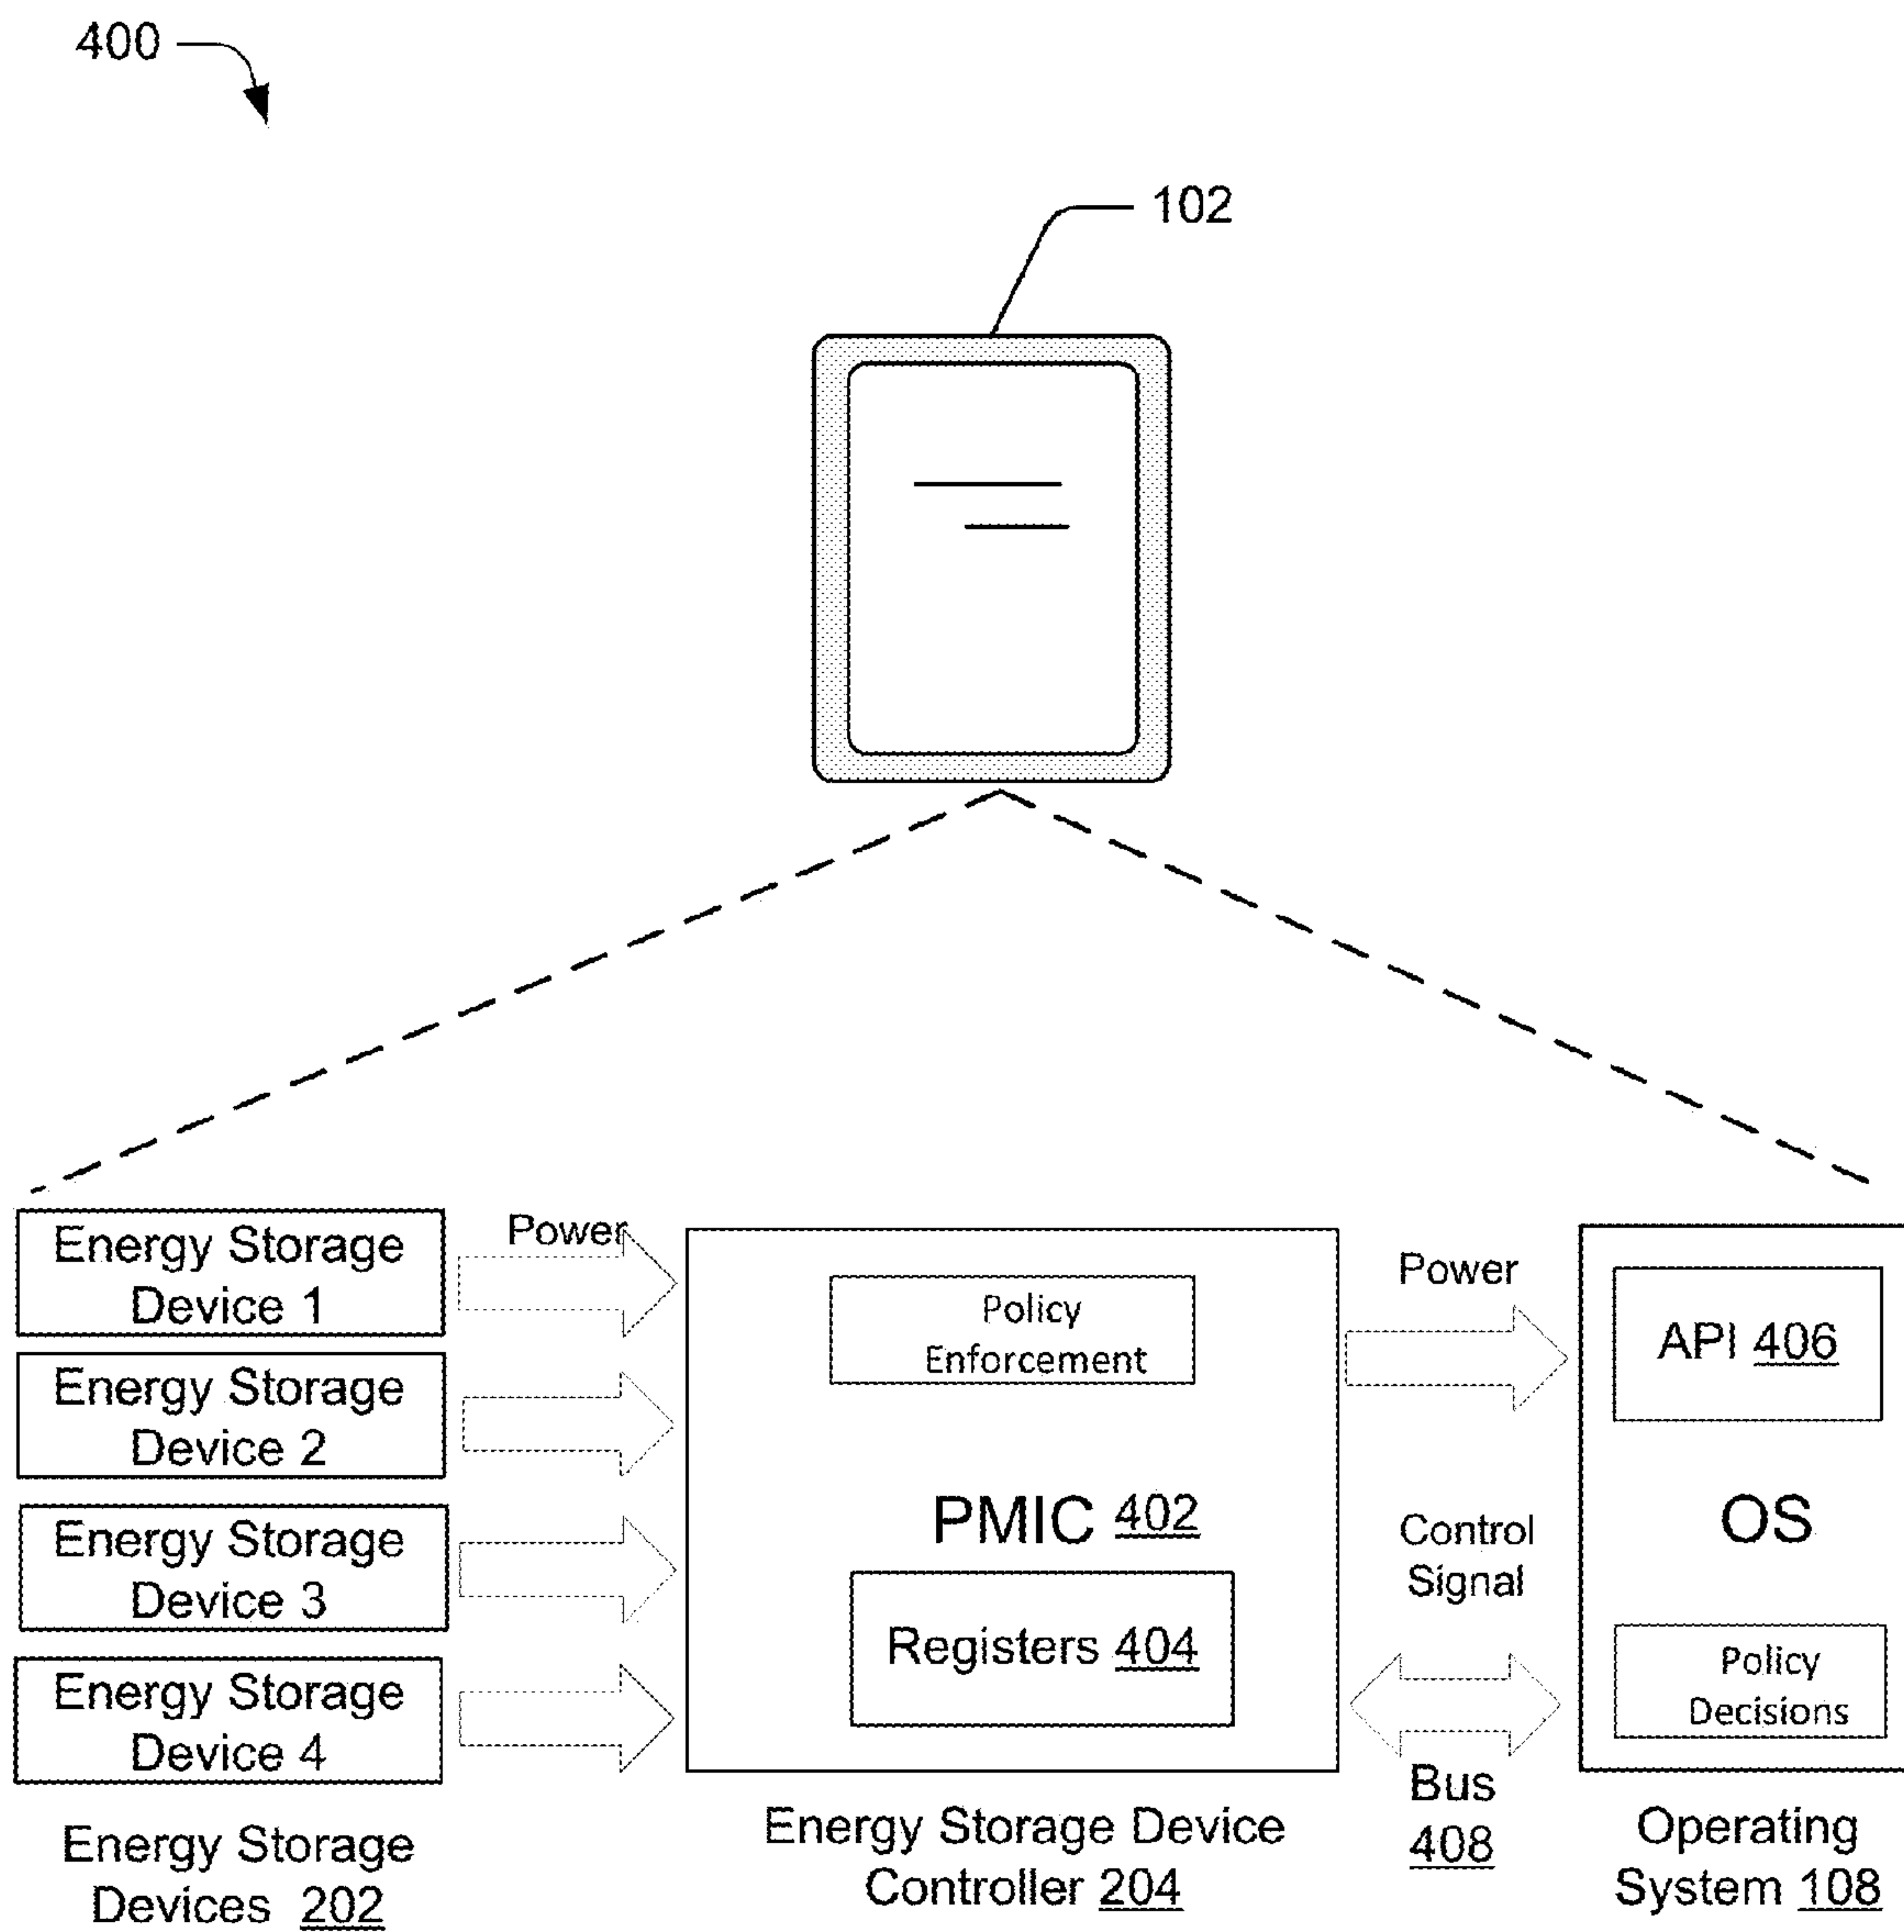 400
102
Energy Storage
Device 1
Energy Storage
Device 2
Energy Storage
Device 3
Energy Storage
Device 4
Energy Storage
Devices 202
Power
Policy
Enforcement
PMIC 402
Registers 404
Energy Storage Device
Controller 204
Power
Control
Signal
Bus
408
API 406
OS
Policy
Decisions
Operating
System 108